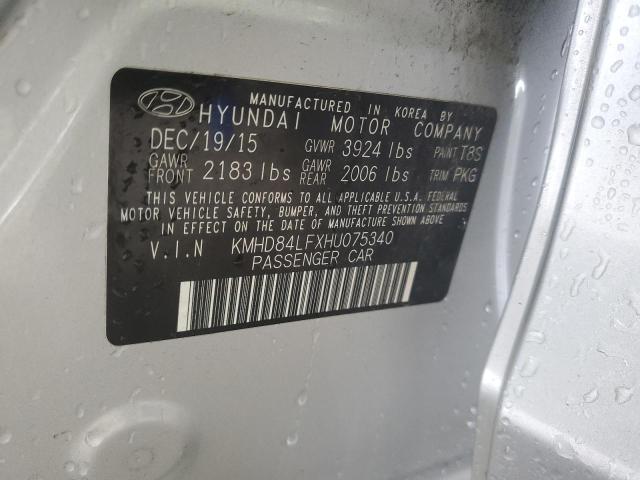 MANUFACTURED IN KOREA BY
HYUNDAI MOTOR COMPANY
DEC/19/15 GVWR 3924 lbs PAINT T8S
GAWR FRONT 2183 lbs GAWR REAR 2006 lbs TRIM PKG
THIS VEHICLE CONFORMS TO ALL APPLICABLE U.S.A. FEDERAL
MOTOR VEHICLE SAFETY, BUMPER, AND THEFT PREVENTION STANDARDS
IN EFFECT ON THE DATE OF MANUFACTURE SHOWN ABOVE.
V.I.N KMHD84LFXHU075340
PASSENGER CAR